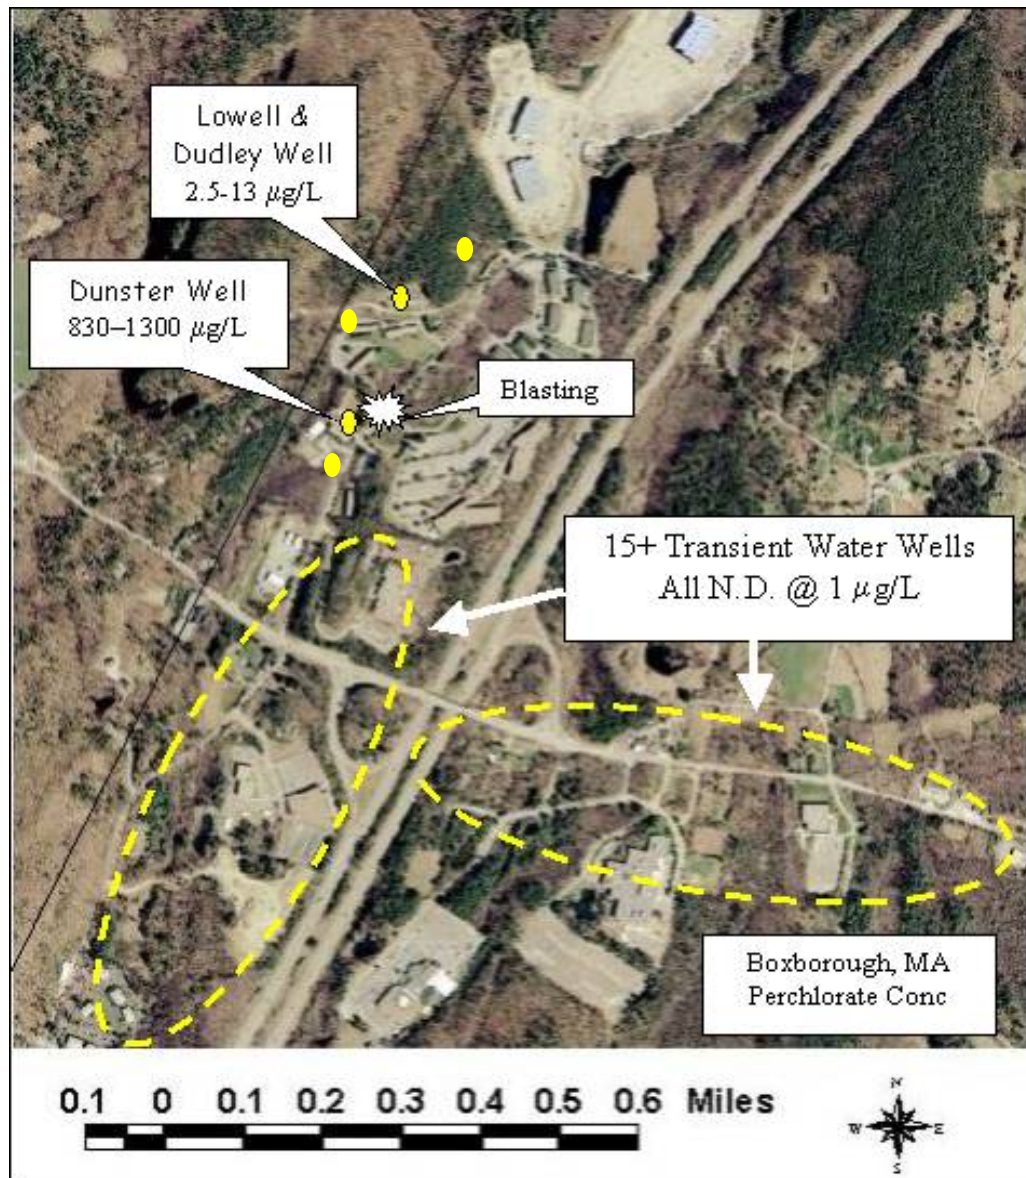 Lowell &
Dudley Well
2.5-13 µg/L
Dunster Well
830–1300 µg/L
Blasting
15+ Transient Water Wells
All N.D. @ 1 µg/L
Boxborough, MA
Perchlorate Conc
0.1 0 0.1 0.2 0.3 0.4 0.5 0.6 Miles
N
W E
S